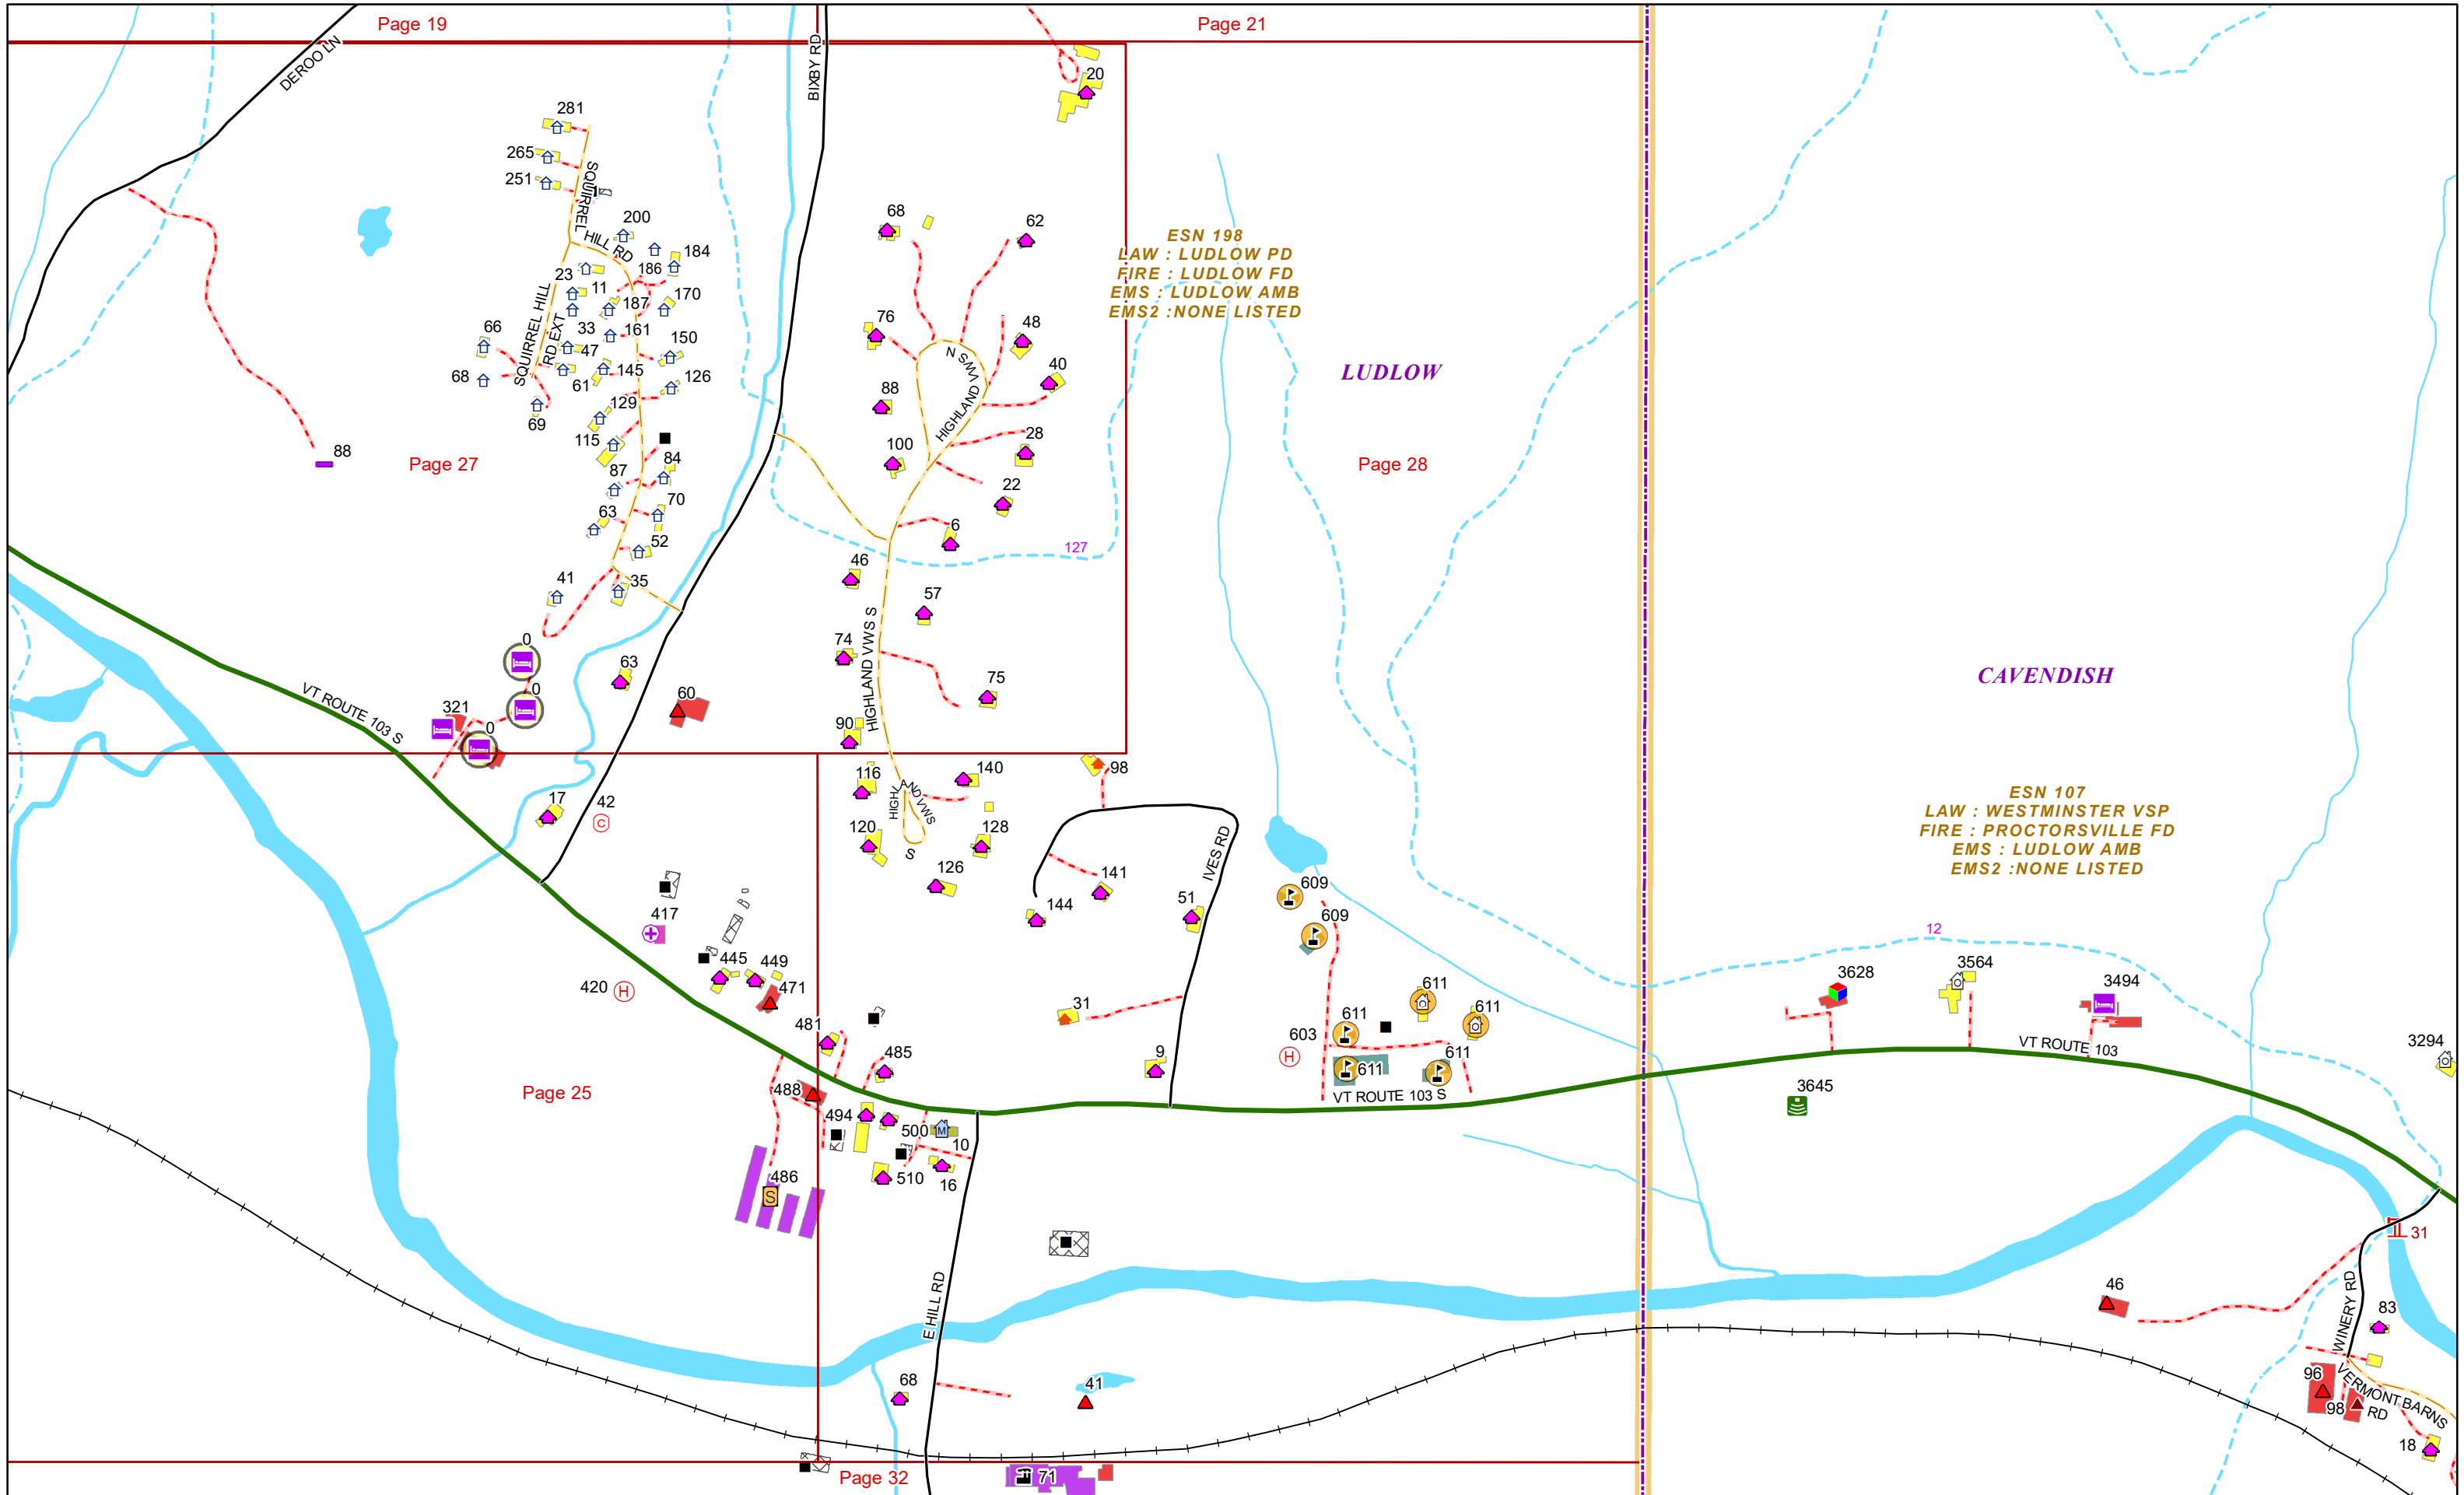 Page 19
Page 21
DEROO LN
BIXBY RD
20
281
265
251
SQUIRREL
HILL RD
200
184
186
23
11
187
170
33
161
150
47
66
68
61
145
126
SQUIRREL HILL
RD EXT
69
129
115
84
87
70
63
52
41
35
88
Page 27
68
62
76
48
40
88
HIGHLAND VWS N
100
28
22
6
127
46
57
HIGHLAND VWS S
74
75
90
ESN 198
LAW : LUDLOW PD
FIRE : LUDLOW FD
EMS : LUDLOW AMB
EMS2 :NONE LISTED
LUDLOW
Page 28
CAVENDISH
ESN 107
LAW : WESTMINSTER VSP
FIRE : PROCTORSVILLE FD
EMS : LUDLOW AMB
EMS2 :NONE LISTED
0
0
0
321
63
60
VT ROUTE 103 S
17
42
C
116
140
98
HIGHLAND VWS
S
120
128
126
141
144
51
IVES RD
609
609
417
445
449
471
420
H
481
485
31
9
603
H
611
611
611
611
611
VT ROUTE 103 S
12
3628
3564
3494
VT ROUTE 103
3294
3645
Page 25
488
494
500
M
10
486
S
510
16
E HILL RD
31
46
83
WINERY RD
96
98
VERMONT BARNS
RD
18
68
41
Page 32
71